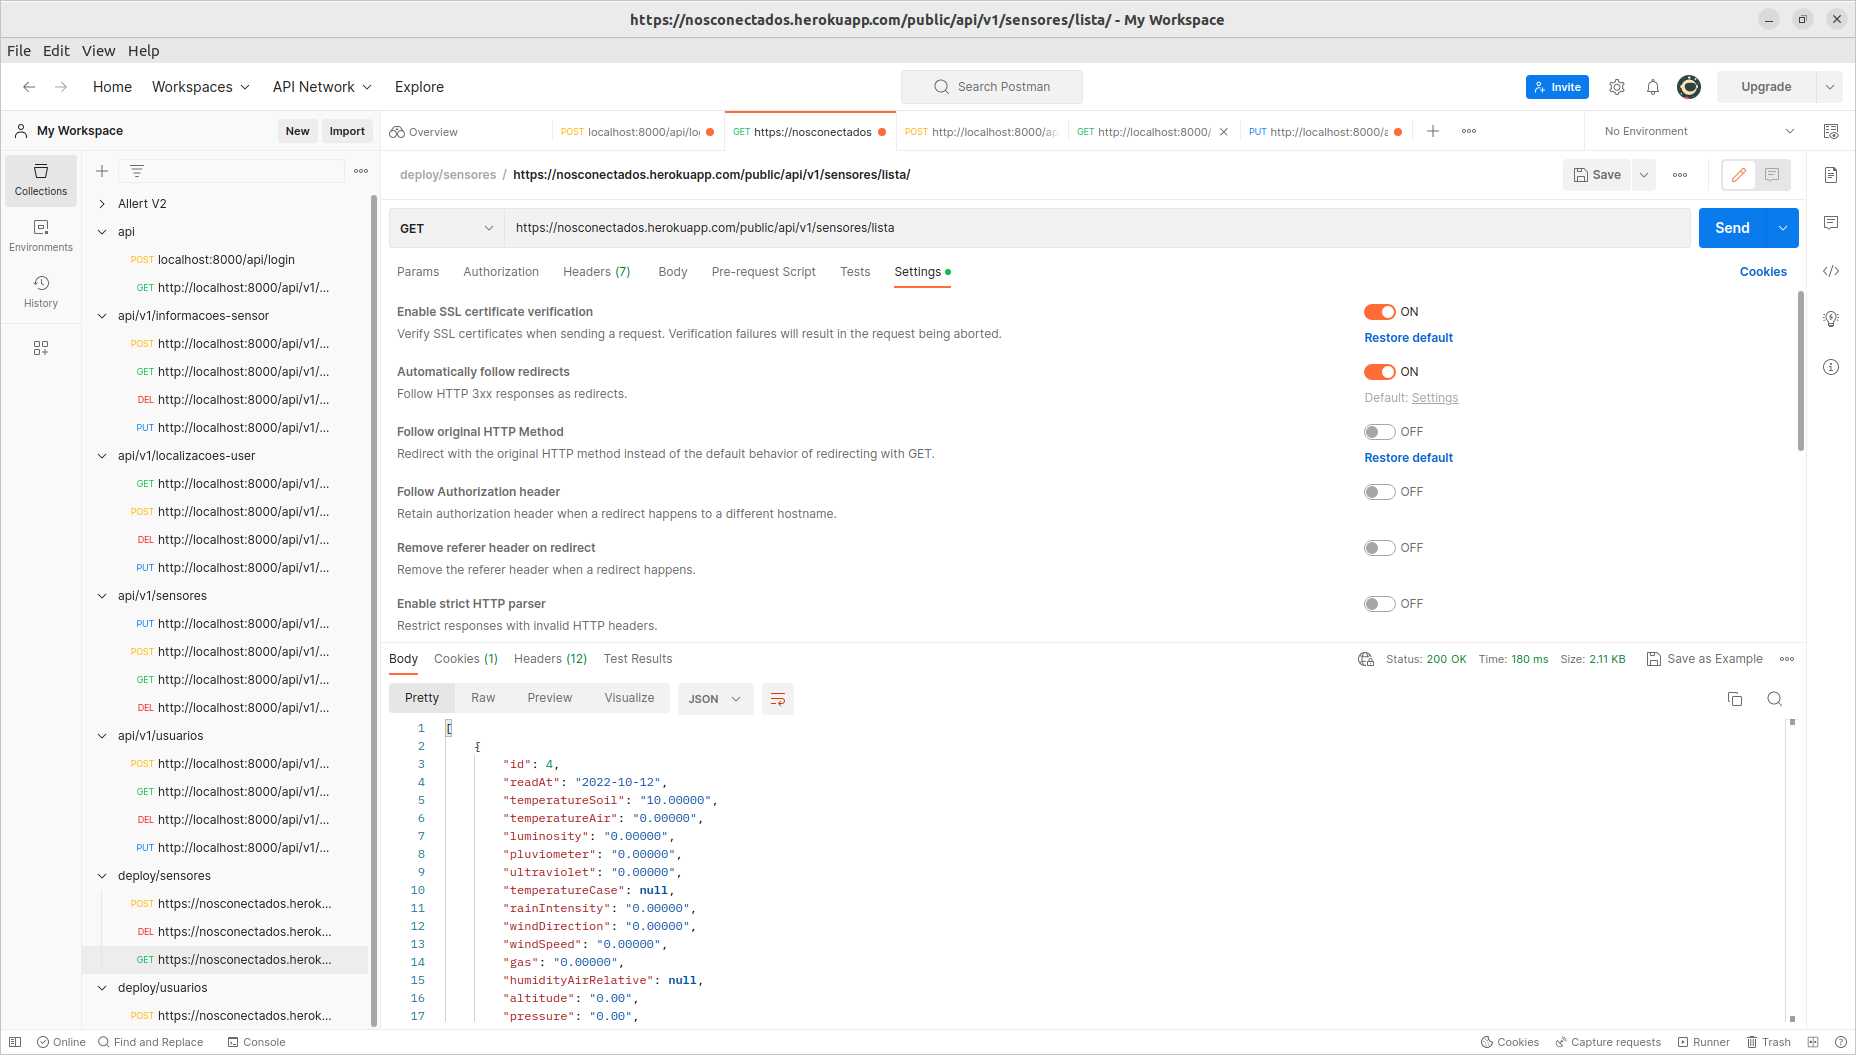 https://nosconectados.herokuapp.com/public/api/v1/sensores/lista/ - My Workspace
File Edit View Help
Home Workspaces API Network Explore
Search Postman
Invite
Upgrade
My Workspace
New
Import
Overview
POST localhost:8000/api/lo
GET https://nosconectados
POST http://localhost:8000/ap
GET http://localhost:8000/
PUT http://localhost:8000/a
No Environment
Collections
Environments
History
Allert V2
api
POST localhost:8000/api/login
GET http://localhost:8000/api/v1/...
api/v1/informacoes-sensor
POST http://localhost:8000/api/v1/...
GET http://localhost:8000/api/v1/...
DEL http://localhost:8000/api/v1/...
PUT http://localhost:8000/api/v1/...
api/v1/localizacoes-user
GET http://localhost:8000/api/v1/...
POST http://localhost:8000/api/v1/...
DEL http://localhost:8000/api/v1/...
PUT http://localhost:8000/api/v1/...
api/v1/sensores
PUT http://localhost:8000/api/v1/...
POST http://localhost:8000/api/v1/...
GET http://localhost:8000/api/v1/...
DEL http://localhost:8000/api/v1/...
api/v1/usuarios
POST http://localhost:8000/api/v1/...
GET http://localhost:8000/api/v1/...
DEL http://localhost:8000/api/v1/...
PUT http://localhost:8000/api/v1/...
deploy/sensores
POST https://nosconectados.herok...
DEL https://nosconectados.herok...
GET https://nosconectados.herok...
deploy/usuarios
POST https://nosconectados.herok...
deploy/sensores / https://nosconectados.herokuapp.com/public/api/v1/sensores/lista/
Save
GET https://nosconectados.herokuapp.com/public/api/v1/sensores/lista
Send
Params Authorization Headers (7) Body Pre-request Script Tests Settings
Cookies
Enable SSL certificate verification
ON
Verify SSL certificates when sending a request. Verification failures will result in the request being aborted.
Restore default
Automatically follow redirects
ON
Follow HTTP 3xx responses as redirects.
Default: Settings
Follow original HTTP Method
OFF
Redirect with the original HTTP method instead of the default behavior of redirecting with GET.
Restore default
Follow Authorization header
OFF
Retain authorization header when a redirect happens to a different hostname.
Remove referer header on redirect
OFF
Remove the referer header when a redirect happens.
Enable strict HTTP parser
OFF
Restrict responses with invalid HTTP headers.
Body Cookies (1) Headers (12) Test Results
Status: 200 OK Time: 180 ms Size: 2.11 KB
Save as Example
Pretty Raw Preview Visualize JSON
1 [
2 {
3 "id": 4,
4 "readAt": "2022-10-12",
5 "temperatureSoil": "10.00000",
6 "temperatureAir": "0.00000",
7 "luminosity": "0.00000",
8 "pluviometer": "0.00000",
9 "ultraviolet": "0.00000",
10 "temperatureCase": null,
11 "rainIntensity": "0.00000",
12 "windDirection": "0.00000",
13 "windSpeed": "0.00000",
14 "gas": "0.00000",
15 "humidityAirRelative": null,
16 "altitude": "0.00",
17 "pressure": "0.00",
Online Find and Replace Console
Cookies Capture requests Runner Trash